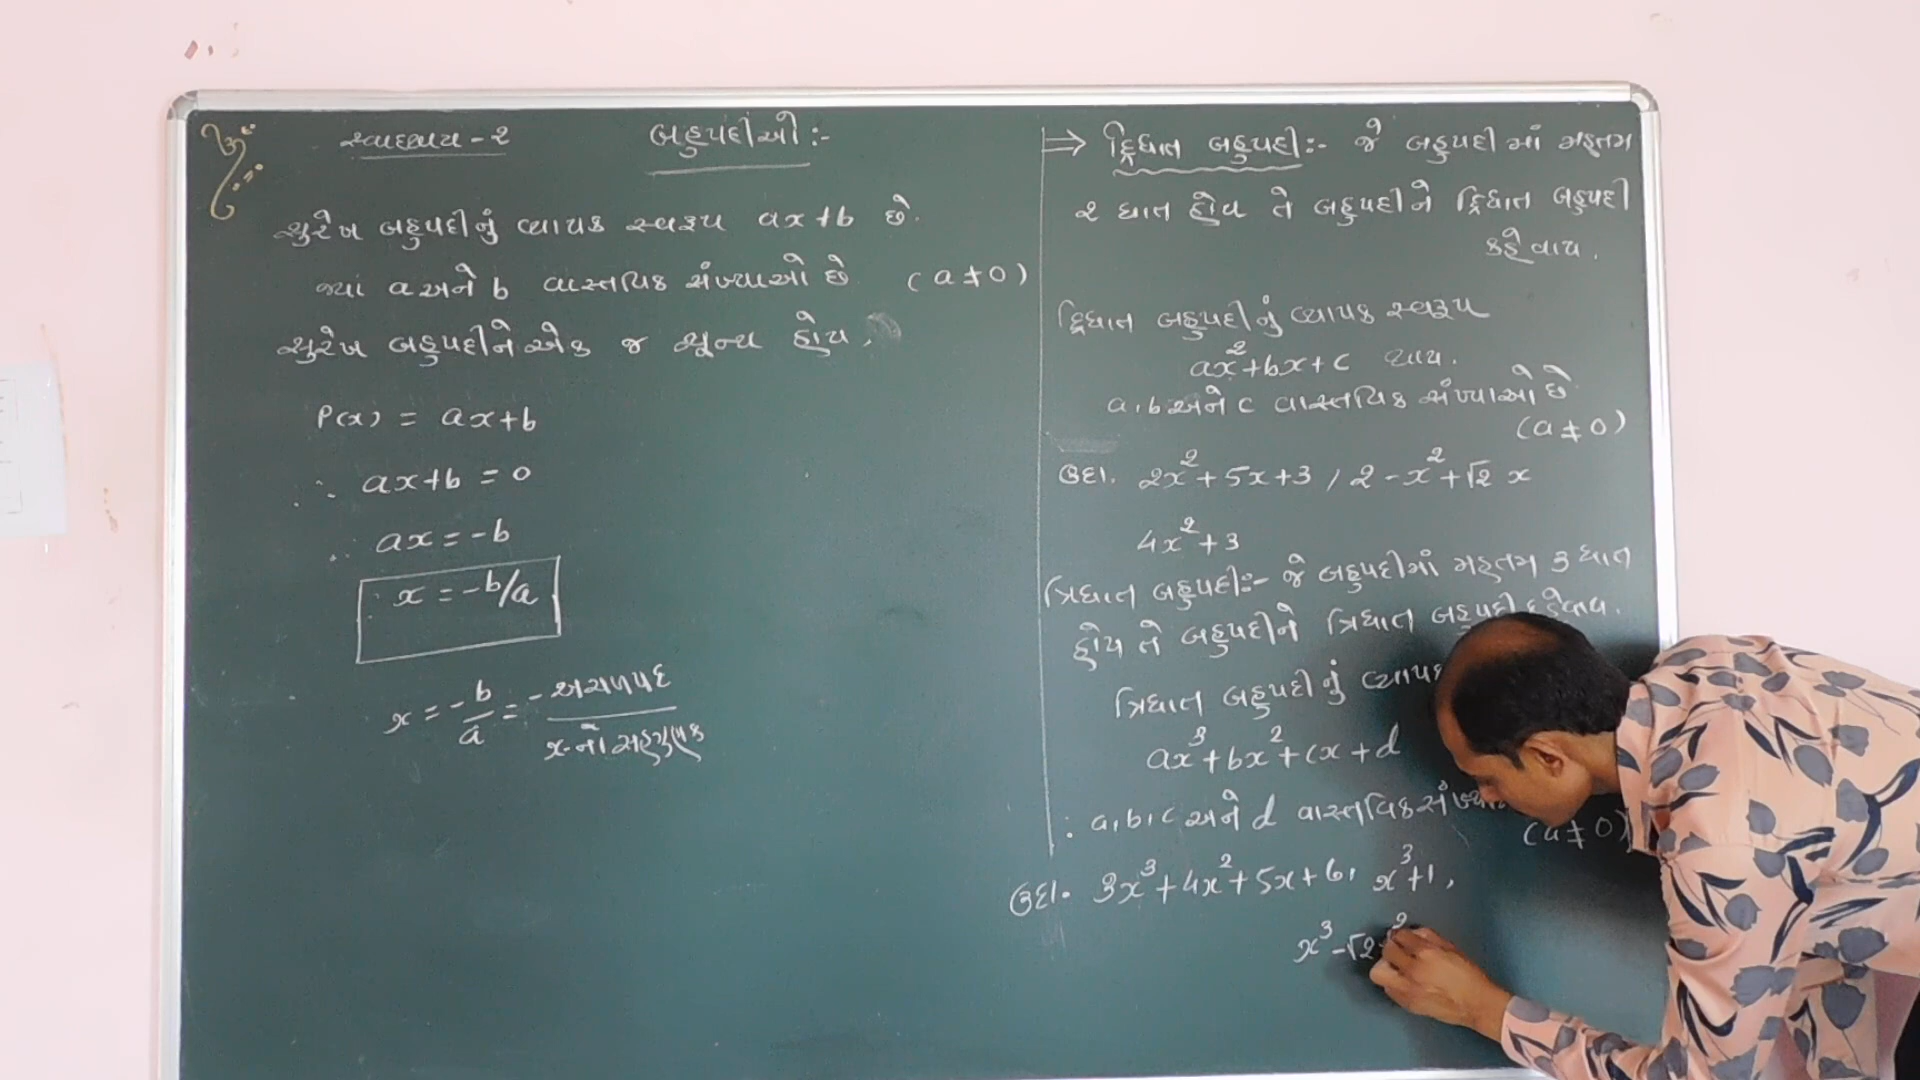 સ્વાધ્યાય - ૨
બહુપદીઓ :-
સુરેખ બહુપદીનું વ્યાપક સ્વરૂપ ax+b છે.
જ્યાં a અને b વાસ્તવિક સંખ્યાઓ છે (a ≠ 0)
સુરેખ બહુપદીને એક જ શૂન્ય હોય.
P(x) = ax+b
∴ ax+b = 0
∴ ax = -b
∴ x = -b/a
x = -b/a = - અચળપદ / x-નો સહગુણક
⇒ દ્વિઘાત બહુપદી :- જે બહુપદીમાં મહત્તમ
૨ ઘાત હોય તે બહુપદીને દ્વિઘાત બહુપદી
કહેવાય.
દ્વિઘાત બહુપદીનું વ્યાપક સ્વરૂપ
ax²+bx+c થાય.
a, b અને c વાસ્તવિક સંખ્યાઓ છે
(a ≠ 0)
ઉદા. 2x²+5x+3 , 2-x²+√2 x
4x²+3
ત્રિઘાત બહુપદી :- જે બહુપદીમાં મહત્તમ ૩ ઘાત
હોય તે બહુપદીને ત્રિઘાત બહુપદી કહેવાય.
ત્રિઘાત બહુપદીનું વ્યાપક
ax³+bx²+cx+d
∴ a, b, c અને d વાસ્તવિક સંખ્યા
(a ≠ 0)
ઉદા. 3x³+4x²+5x+6, x³+1,
x³-√2